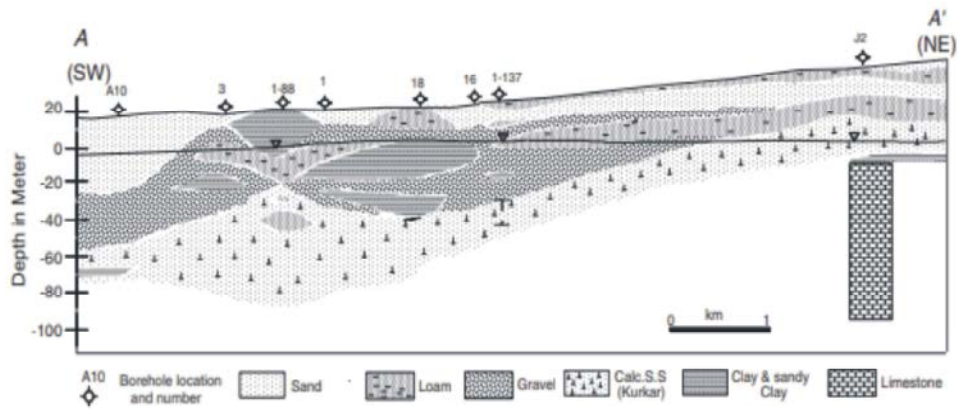 A
(SW)
A'
(NE)
A10
3
1-88
1
18
16
1-137
J2
20
0
-20
-40
-60
-80
-100
Depth in Meter
km
0 1
A10
Borehole location
and number
Sand
Loam
Gravel
Calc.S.S
(Kurkar)
Clay & sandy
Clay
Limestone